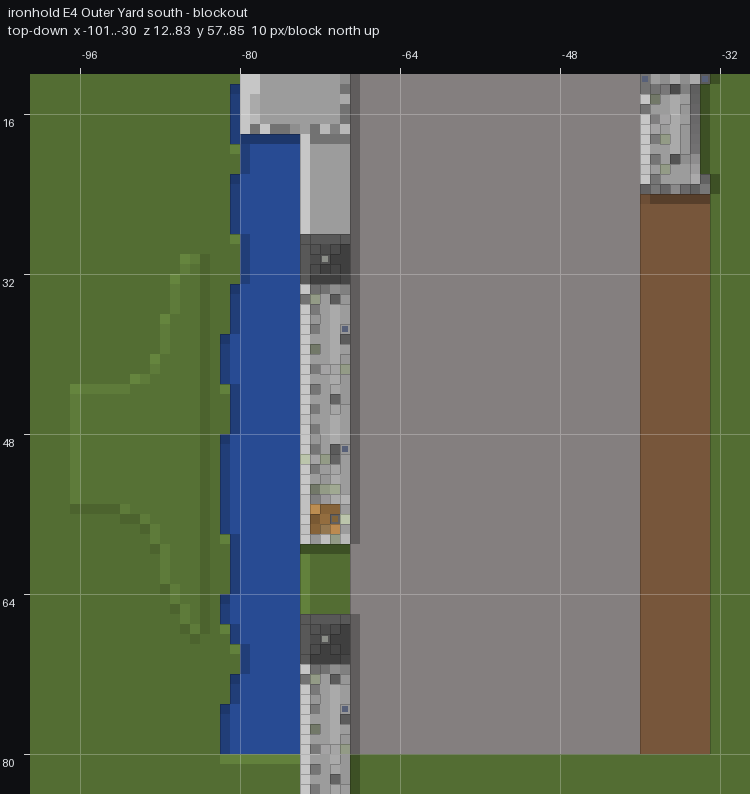 ironhold E4 Outer Yard south - blockout
top-down  x -101..-30  z 12..83  y 57..85  10 px/block  north up
-96 -80 -64 -48 -32
16
32
48
64
80